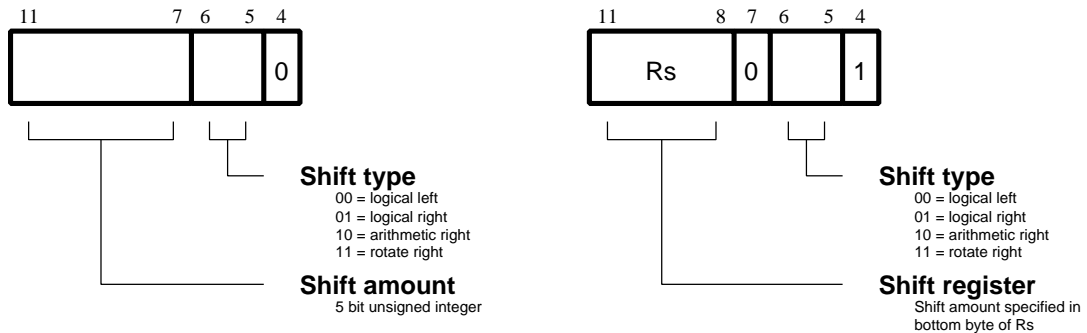 11 7 6 5 4
0
Shift type
00 = logical left
01 = logical right
10 = arithmetic right
11 = rotate right
Shift amount
5 bit unsigned integer
11 8 7 6 5 4
Rs 0 1
Shift type
00 = logical left
01 = logical right
10 = arithmetic right
11 = rotate right
Shift register
Shift amount specified in
bottom byte of Rs